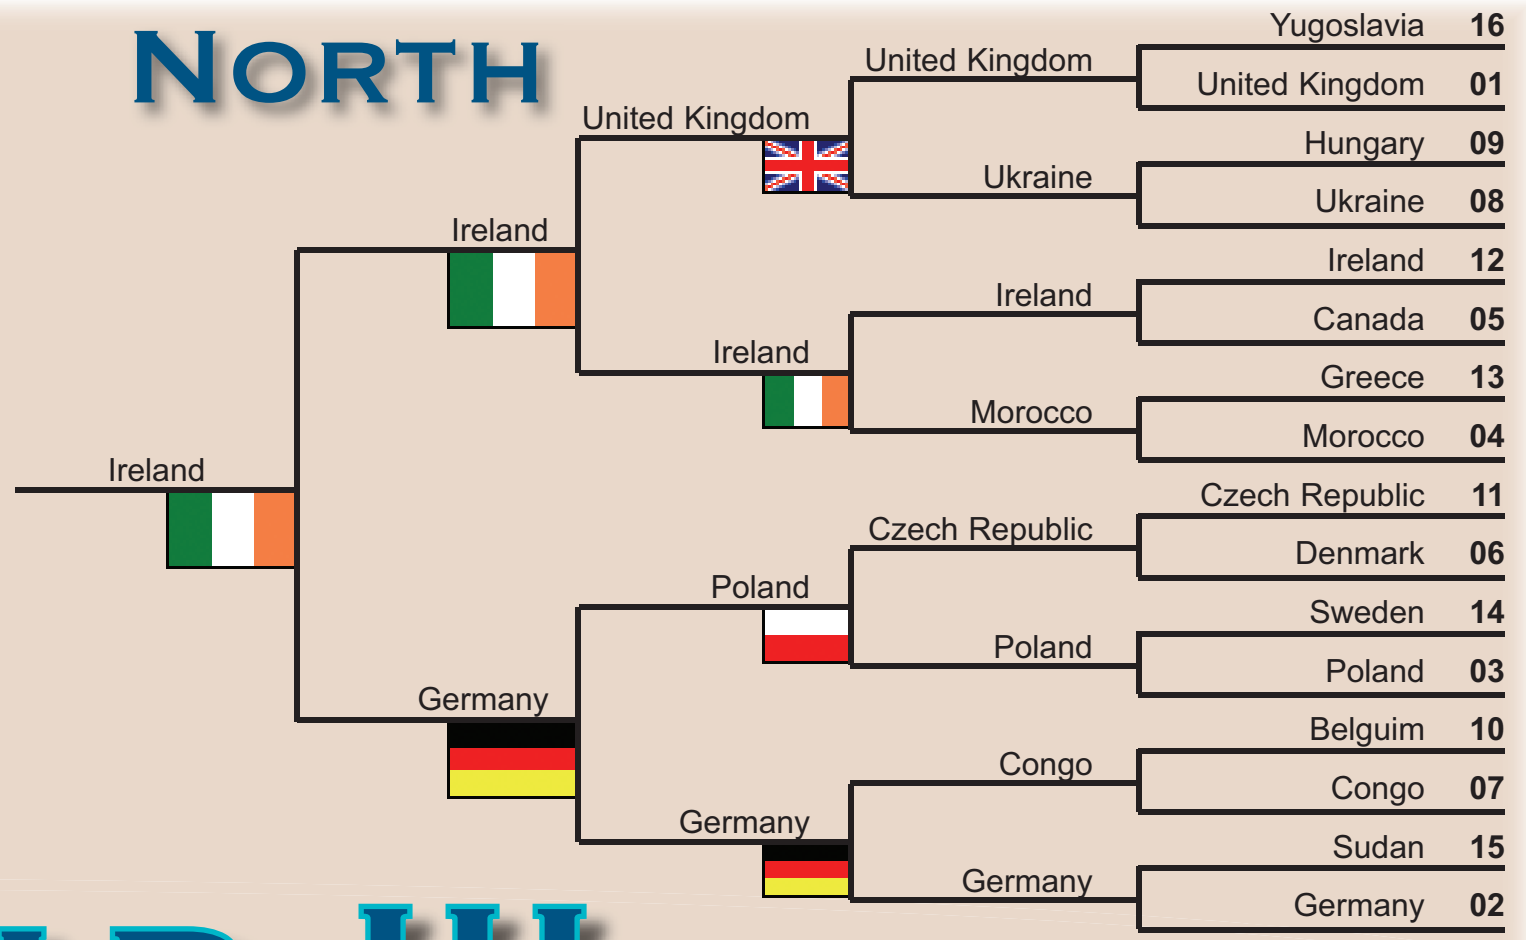 NORTH
Yugoslavia 16
United Kingdom
United Kingdom 01
United Kingdom
Hungary 09
Ukraine
Ukraine 08
Ireland
Ireland 12
Ireland
Canada 05
Ireland
Greece 13
Morocco
Morocco 04
Ireland
Czech Republic 11
Czech Republic
Denmark 06
Poland
Sweden 14
Poland
Poland 03
Germany
Belguim 10
Congo
Congo 07
Germany
Sudan 15
Germany
Germany 02